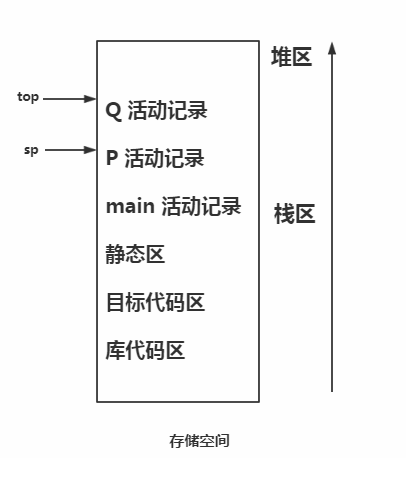 堆区
top
Q 活动记录
sp
P 活动记录
main 活动记录
栈区
静态区
目标代码区
库代码区
存储空间